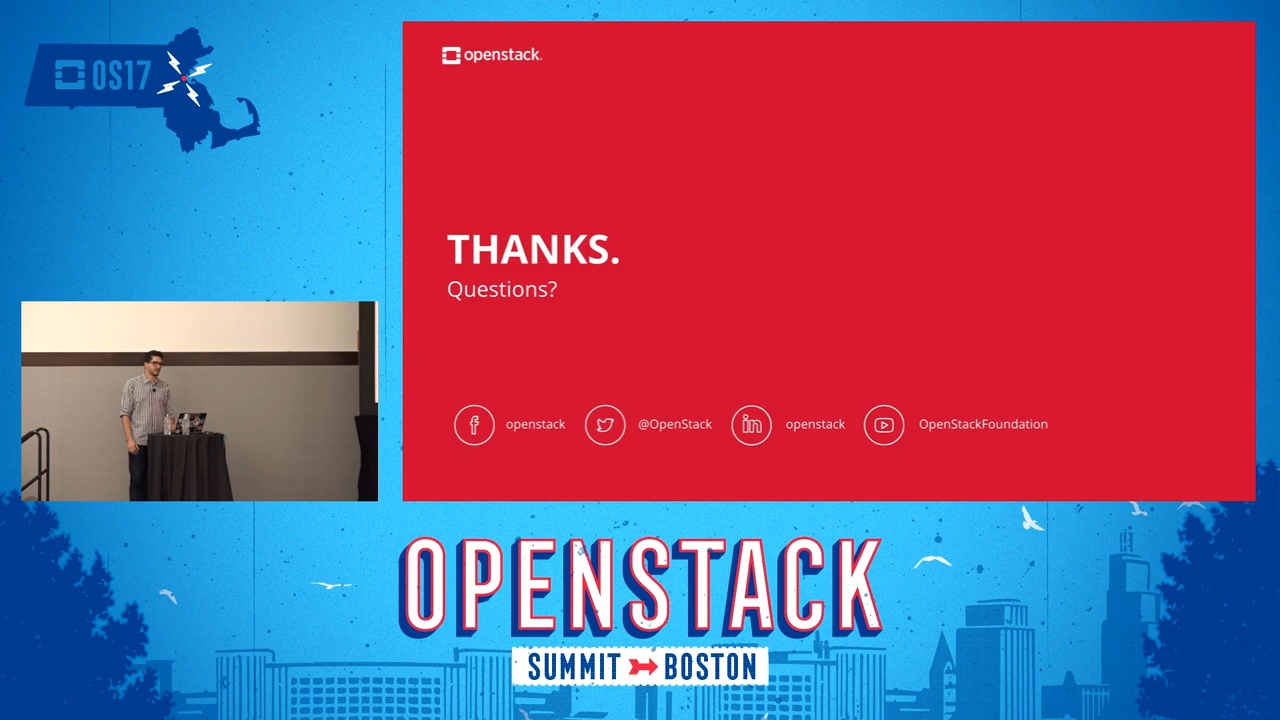 OS17
openstack.
THANKS.
Questions?
openstack @OpenStack openstack OpenStackFoundation
OPENSTACK
SUMMIT BOSTON